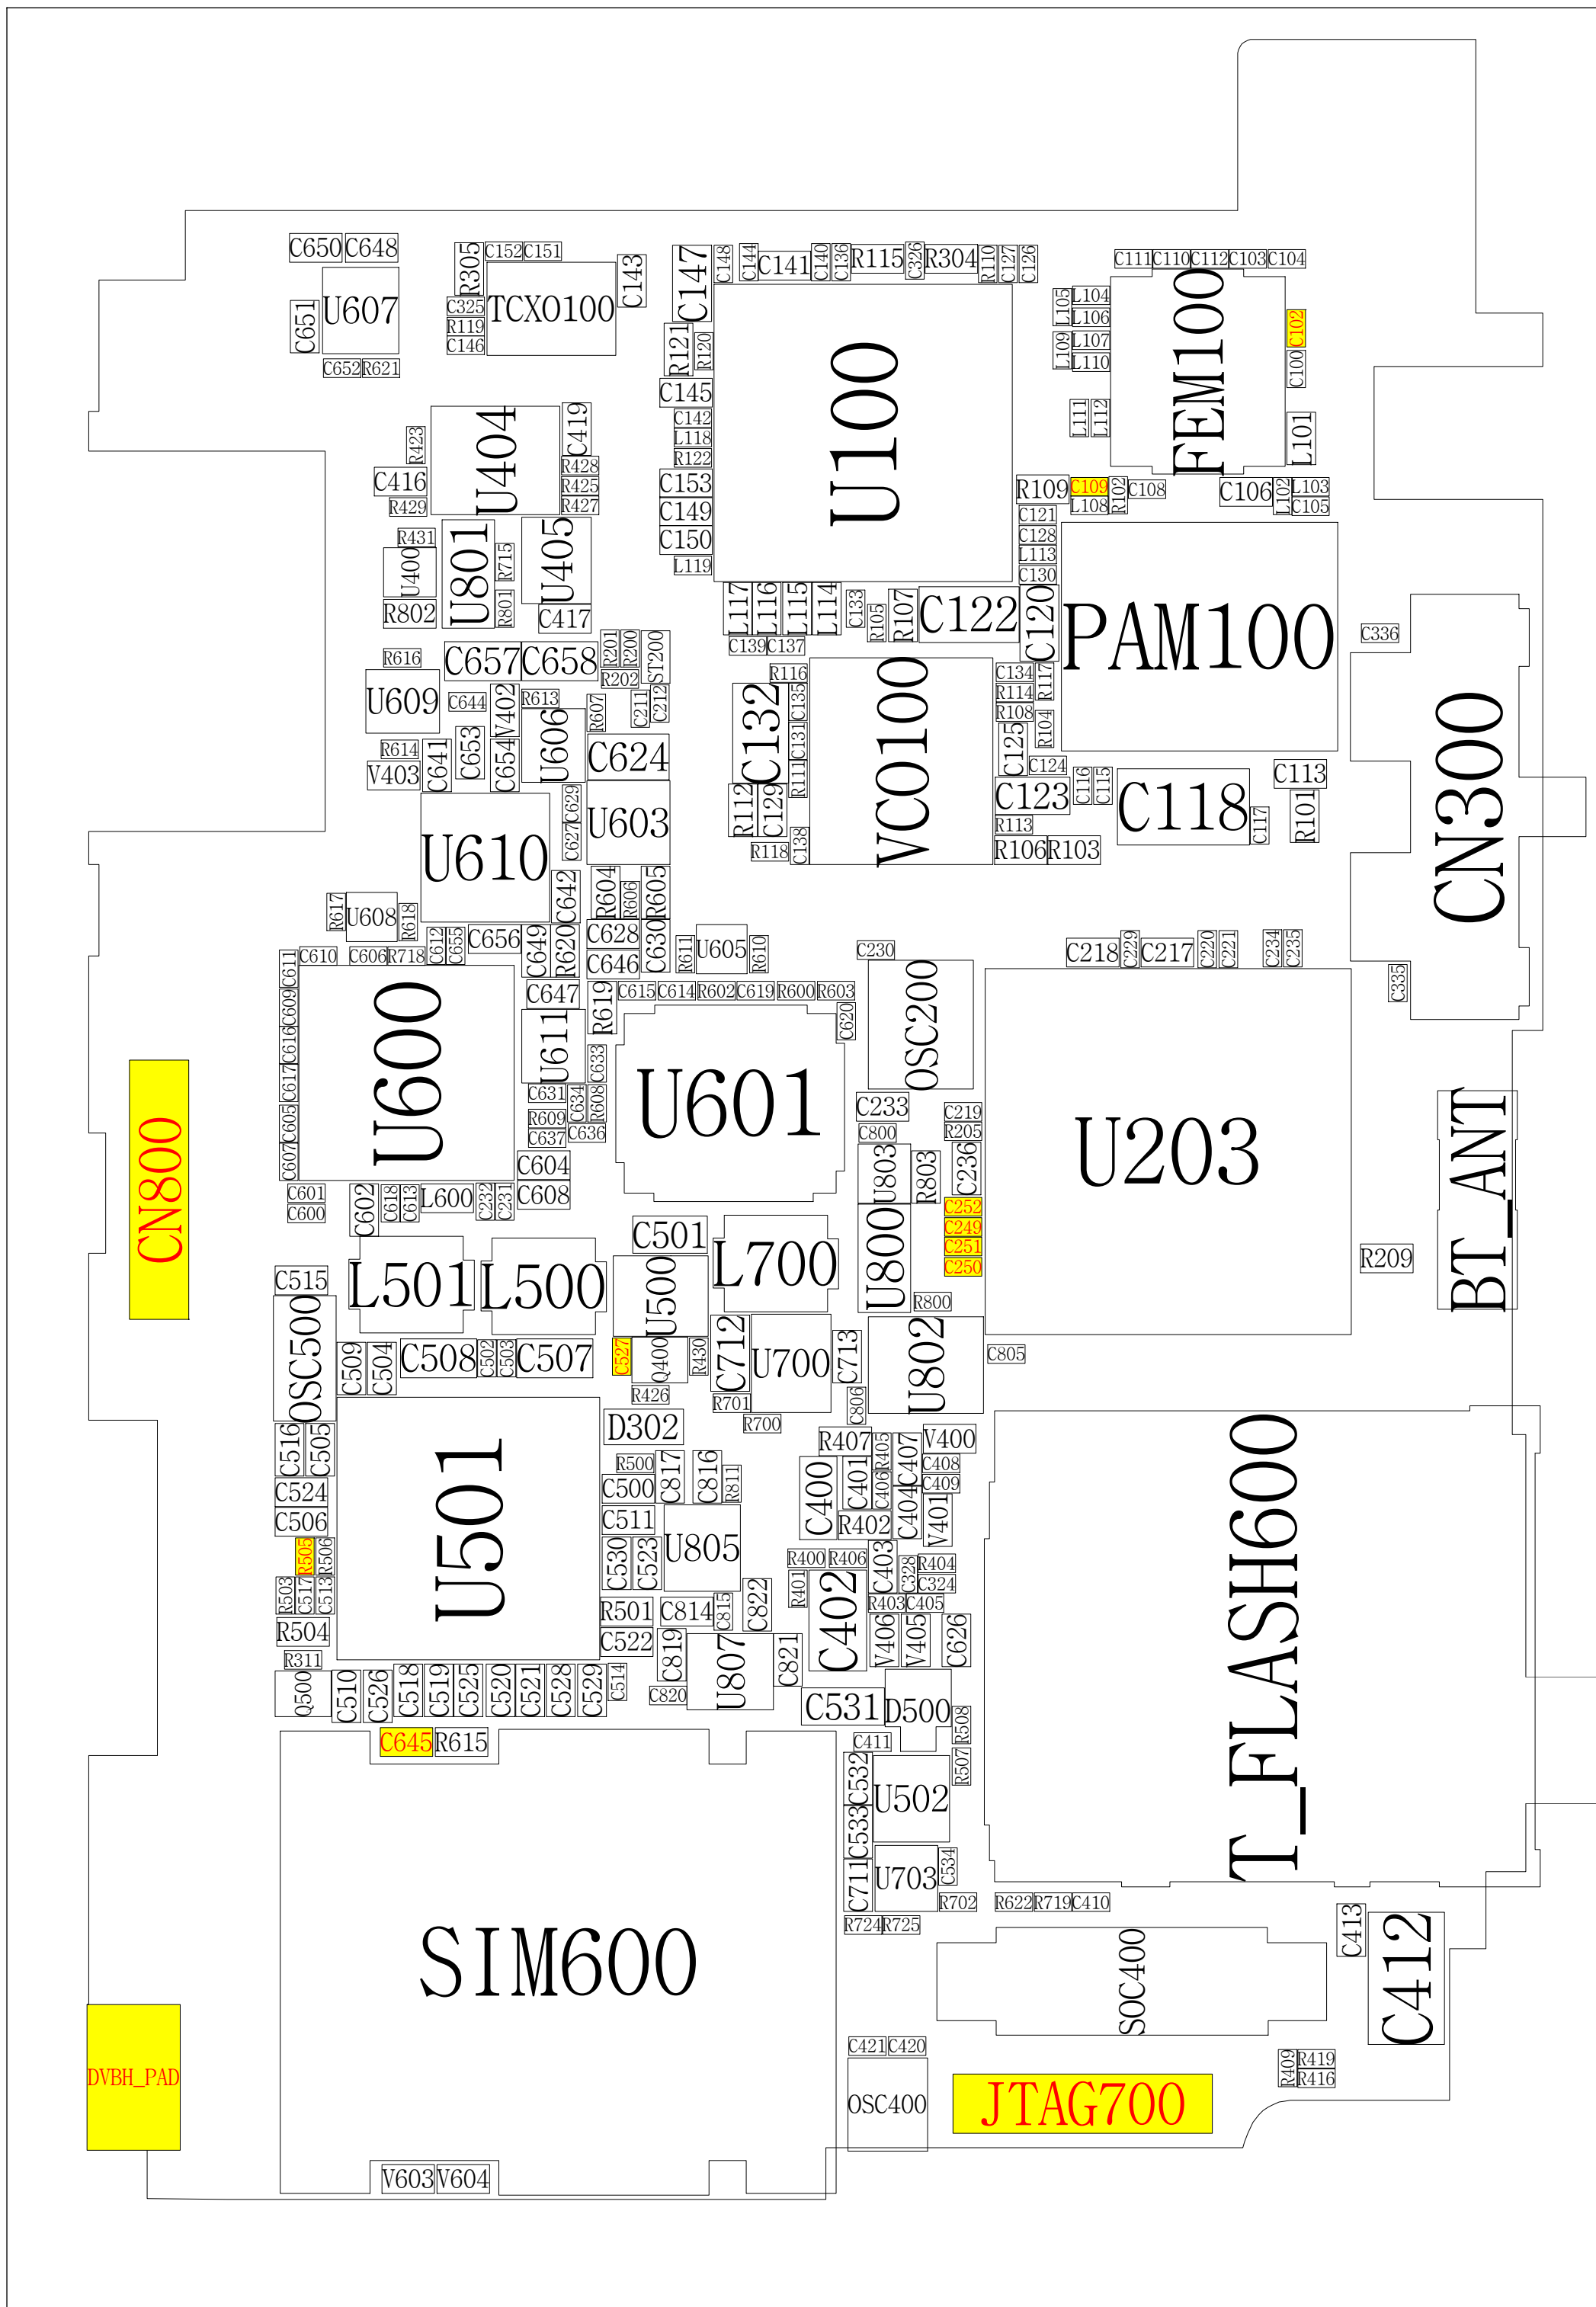 C650 C648
R305 C152 C151
C143
C147 C148 C144 C141 C140 C136 R115 C326 R304 R110 C127 C126
C111 C110 C112 C103 C104
U607 C651
C325 TCXO100
R119
C146
C652 R621
R121 R120
U100
L105 L104
L106
L109 L107
L110
FEM100
C102
C100
C145
L111 L112
L101
R423 U404 C419
C142
L118
R122
C416 R428
R425
R429 R427
C153
C149
C150
L119
R109 C109 R102 C108 C106 L102 L103
L108 C105
C121
C128
L113
C130
R431
U400 U801 R715 U405
R802 R801 C417
L117 L116 L115 L114 C133 R105 R107 C122 C120
PAM100
C336
C139 C137
R201 R200 ST200
R616 C657 C658
R202
U609 C644 V402 R613 R607 C211 C212
R116 C134 R117
C132 C135 VCO100 R114
R108 R104
CN300
U606
R614 C641 C653 C654 C624 C131 C125
V403 R111 C124
C629 U603 R112 C129 C123 C116 C115 C118 C113
C117 R101
U610 C627 C138 R113
R118 R106 R103
C642 R604 R606 R605
R617 U608 R618
C612 C655 C656 C649 R620 C628 C630 R611 U605 R610
C646
C610 C606 R718
C611 C230
C218 C229 C217 C220 C221 C234 C235
C335
C609 U600 C647 R619 C615 C614 R602 C619 R600 R603
C620 OSC200
C616 U611 C633 U601
C617 C631 C634 R608
C233 C219
C605 R609
C637 C636
C800 R205
U203
BT_ANT
C607 C604 U803 R803 C236
C601
C600 C602 C618 C613 L600 C232 C231 C608
CN800
C252
C249
C251
C250
C501 L700 U800
R209
C515 L501 L500 U500
R800
OSC500 C509 C504 C508 C502 C503 C507 C527 Q400 R430 C712 U700 C713 U802 C805
R426 R701 C806
D302 R700
C516 C505 U501 R500 C817 C816 R811
R407 R405 C407 V400
C524 C500 C400 C401 C406 C408
C409
C506 C511 U805 R402 C404 V401
R505 R506 C530 C523 R400 R406 C403 C328 R404
C324
T_FLASH600
R503 C517 C513 R501 C814 C815 C822 R401 C402 R403 C405
R504 C522 V406 V405 C626
R311 C819 U807 C821
Q500 C510 C526 C518 C519 C525 C520 C521 C528 C529 C514 C820
C531 D500 R508
C645 R615
C411 R507
C532 U502
C533
C711 U703 C534
R702 R622 R719 C410
R724 R725
C413 C412
SIM600
SOC400
C421 C420
R409 R419
R416
DVBH_PAD
OSC400 JTAG700
V603 V604